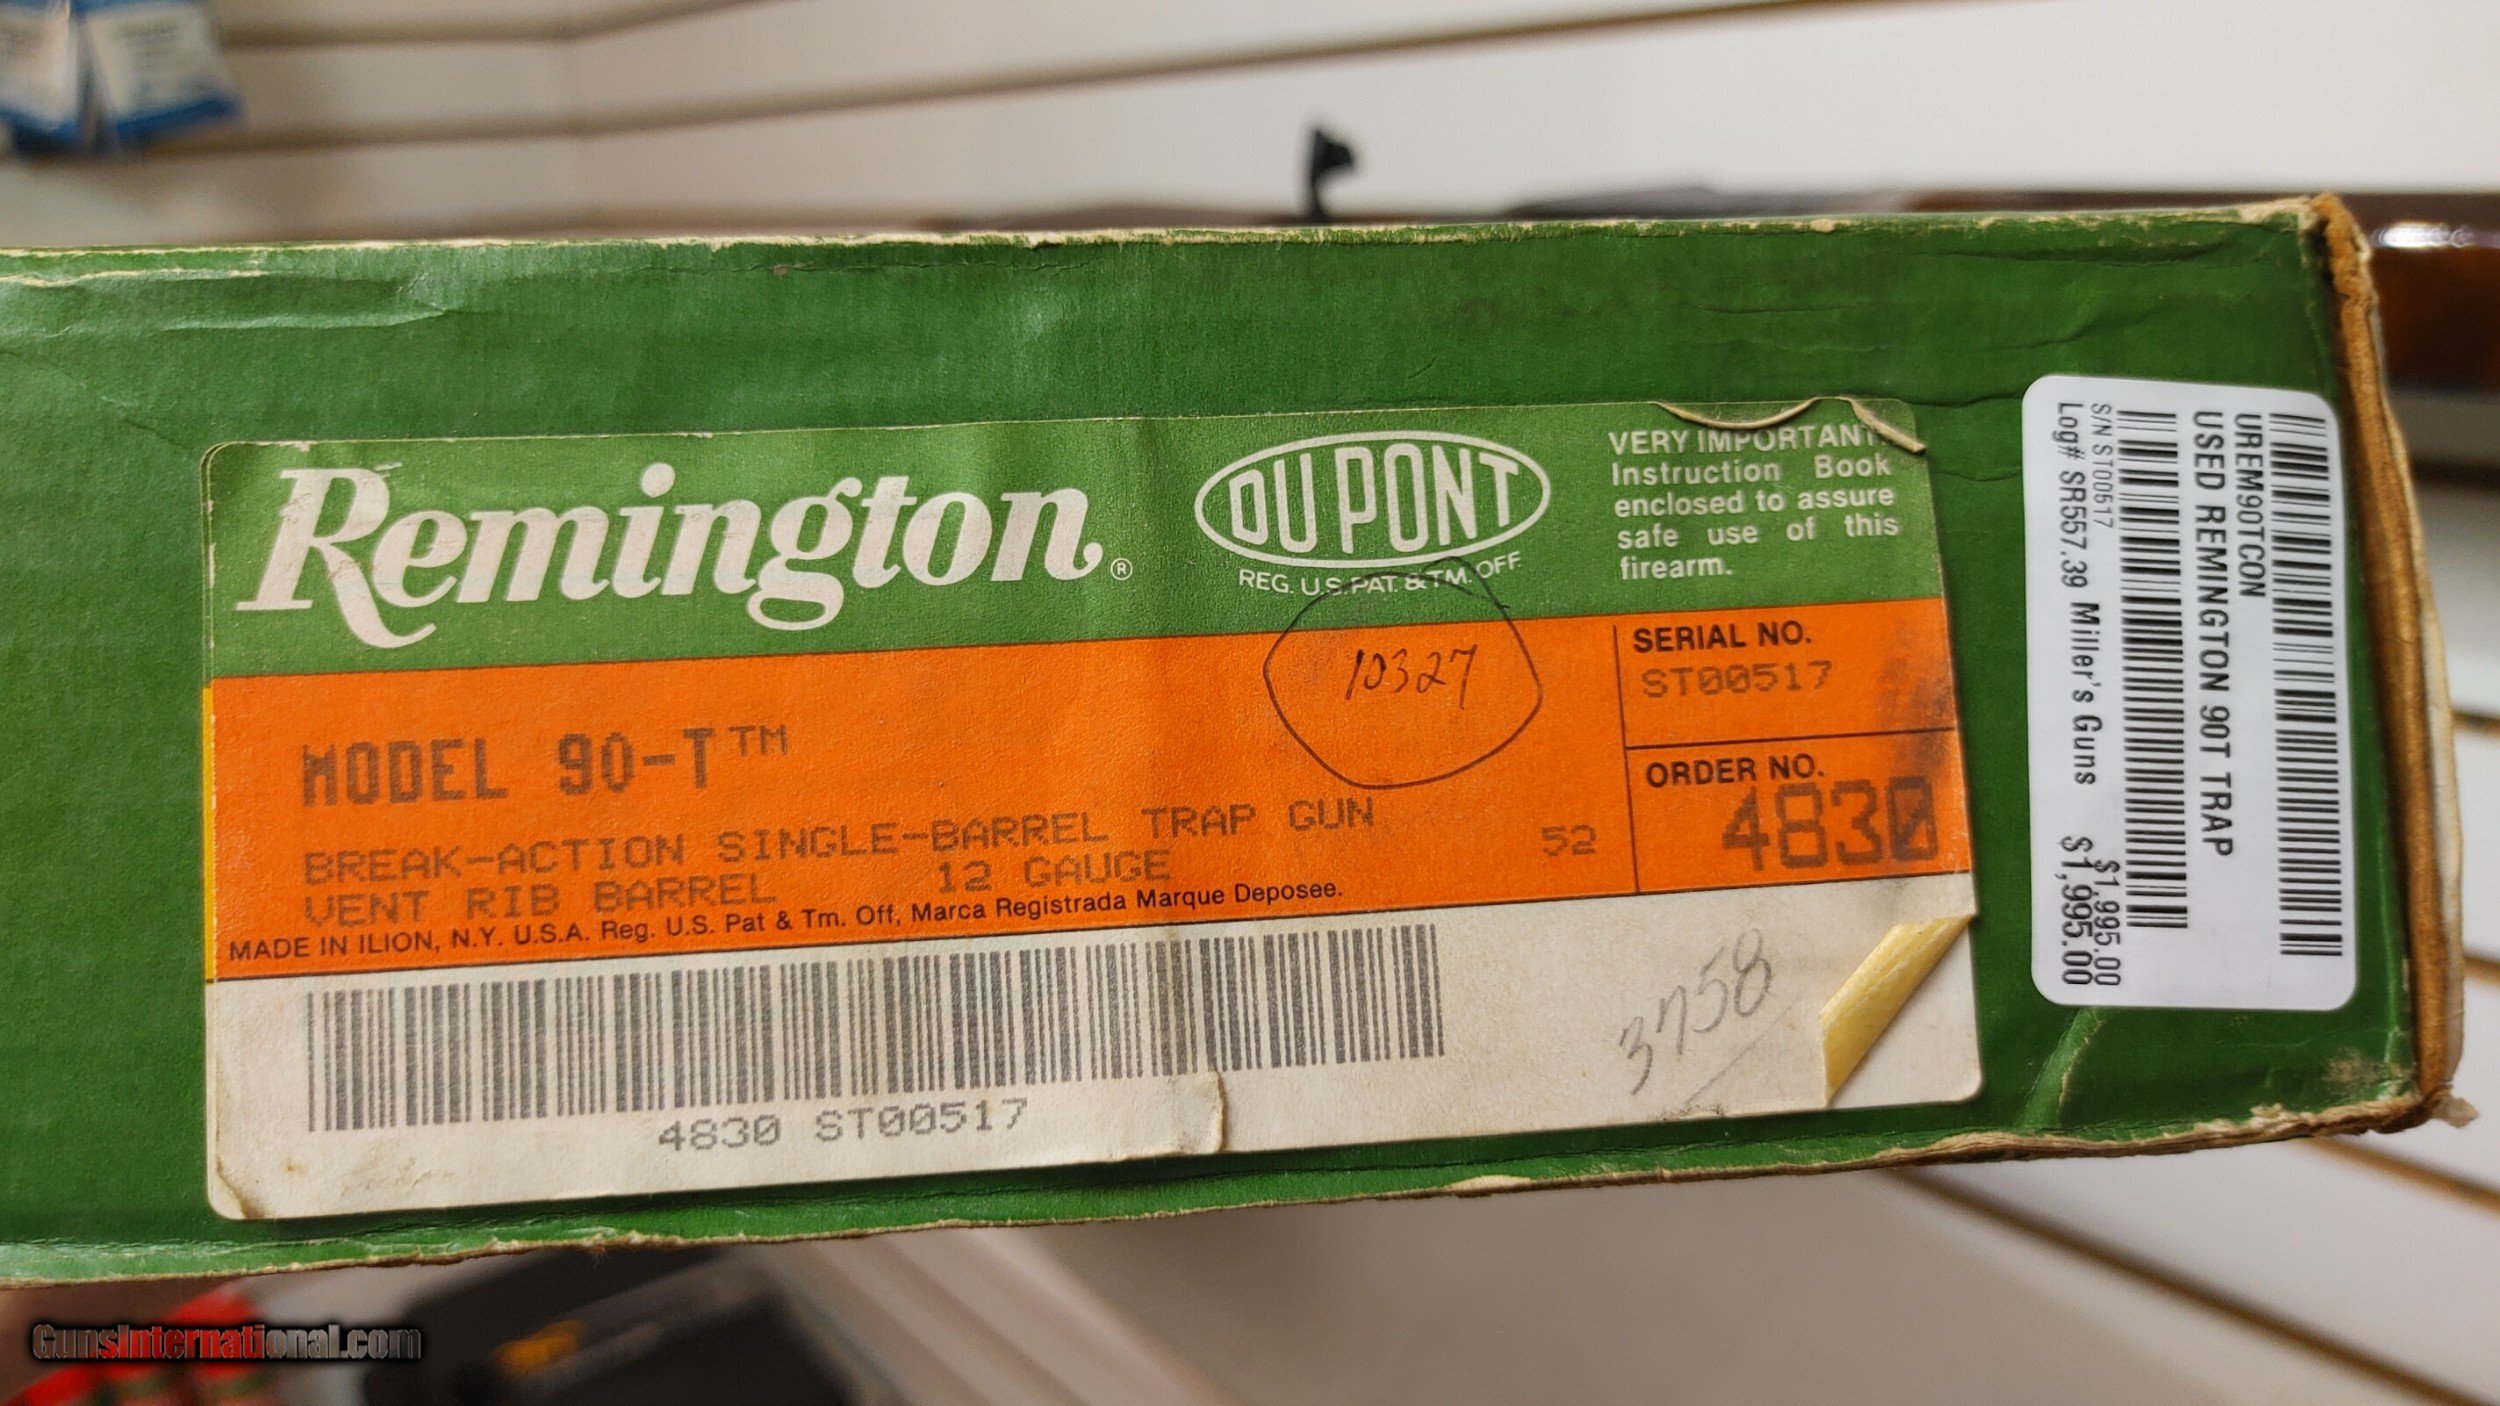 Remington®
DU PONT
REG. U.S. PAT. & TM. OFF.
VERY IMPORTANT
Instruction Book
enclosed to assure
safe use of this
firearm.
10327
SERIAL NO.
ST00517
MODEL 90-T™
ORDER NO.
4830
BREAK-ACTION SINGLE-BARREL TRAP GUN
52
VENT RIB BARREL 12 GAUGE
MADE IN ILION, N.Y. U.S.A. Reg. U.S. Pat & Tm. Off, Marca Registrada Marque Deposee.
4830 ST00517
3758
UREM90TCON
USED REMINGTON 90T TRAP
S/N ST00517 $1,995.00
Log# SR5557.39 Miller's Guns $1,995.00
GunsInternational.com